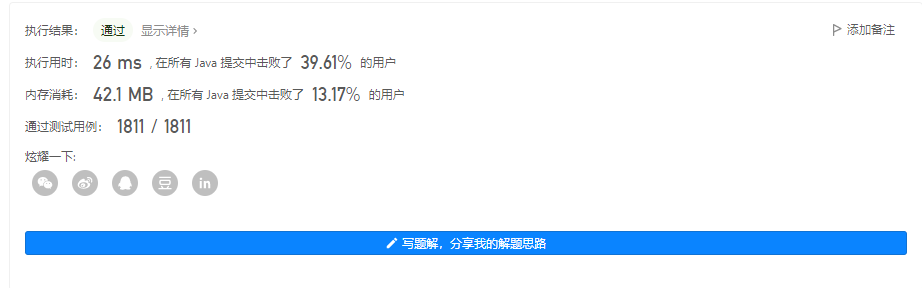 执行结果： 通过 显示详情 › 添加备注
执行用时： 26 ms , 在所有 Java 提交中击败了 39.61% 的用户
内存消耗： 42.1 MB , 在所有 Java 提交中击败了 13.17% 的用户
通过测试用例： 1811 / 1811
炫耀一下:
豆 in
写题解，分享我的解题思路